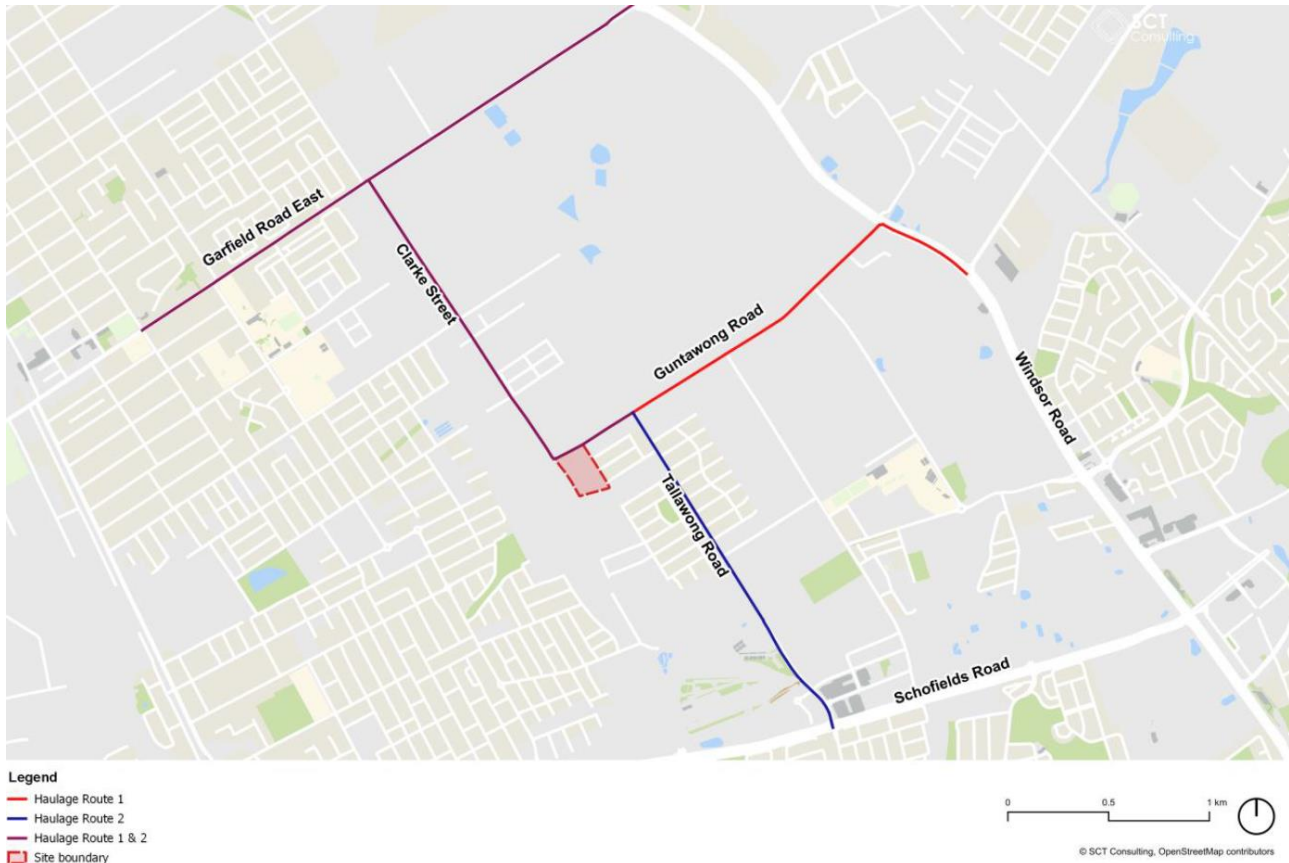 SCT
Consulting
Garfield Road East
Clarke Street
Guntawong Road
Windsor Road
Tallawong Road
Schofields Road
Legend
Haulage Route 1
Haulage Route 2
Haulage Route 1 & 2
Site boundary
0 0.5 1 km
© SCT Consulting, OpenStreetMap contributors